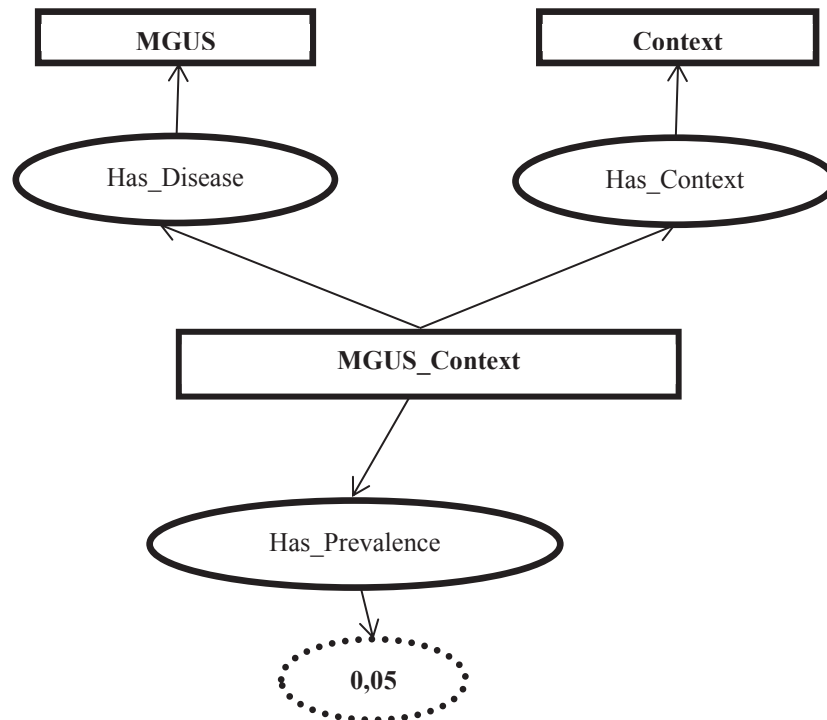 MGUS
Context
Has_Disease
Has_Context
MGUS_Context
Has_Prevalence
0,05